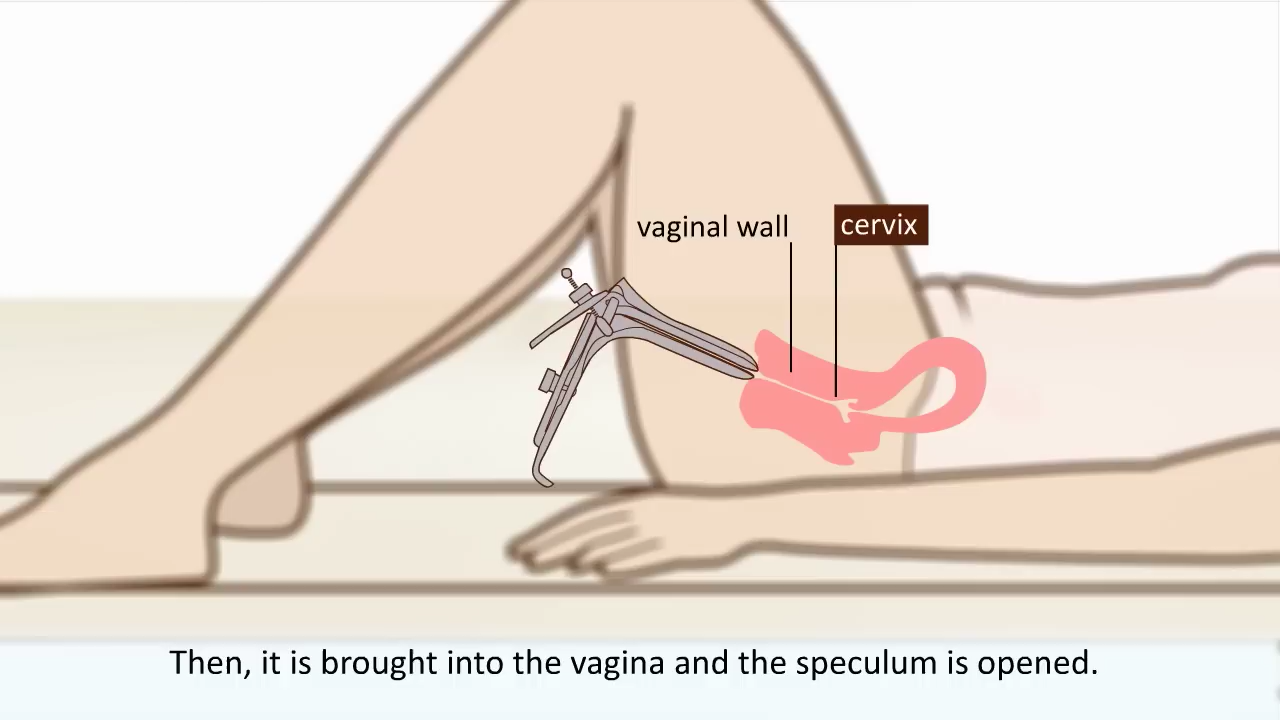 vaginal wall
cervix
Then, it is brought into the vagina and the speculum is opened.